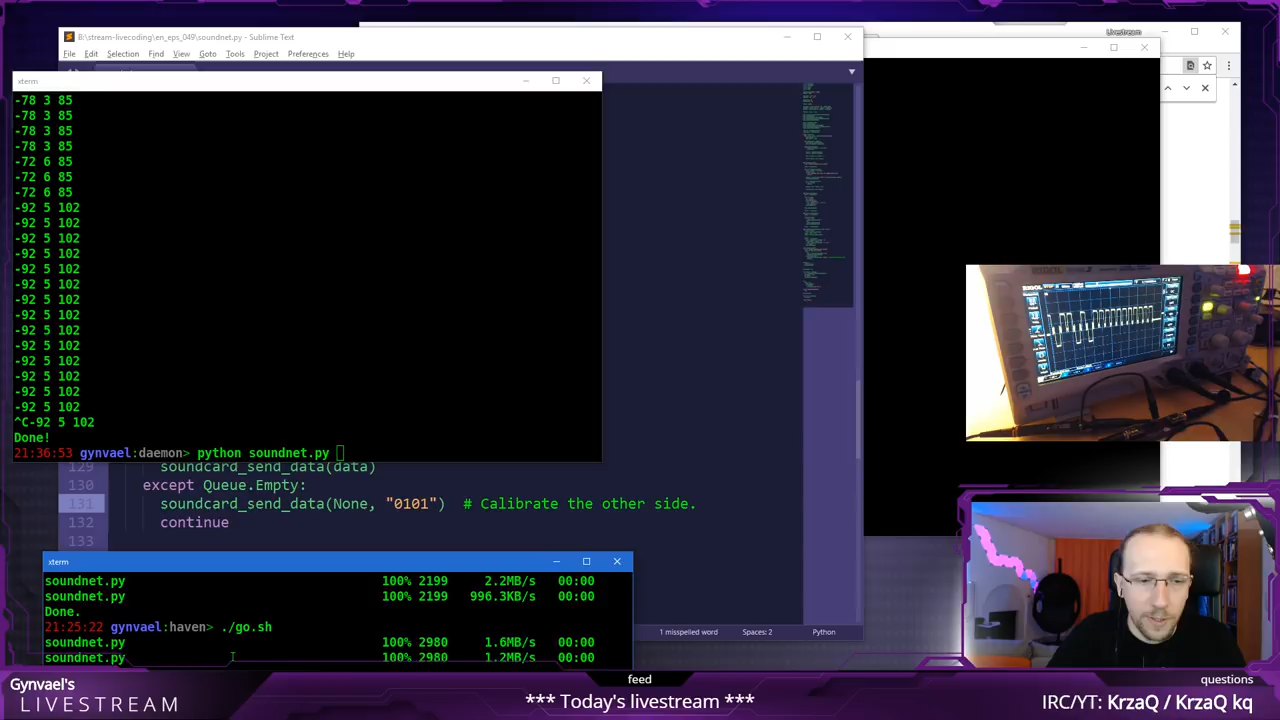 Livestream
B:\stream-livecoding\en_eps_049\soundnet.py - Sublime Text
File Edit Selection Find View Goto Tools Project Preferences Help
xterm
-78 3 85
-78 3 85
-78 3 85
-78 3 85
-72 6 85
-72 6 85
-72 6 85
-92 5 102
-92 5 102
-92 5 102
-92 5 102
-92 5 102
-92 5 102
-92 5 102
-92 5 102
-92 5 102
-92 5 102
-92 5 102
-92 5 102
-92 5 102
-92 5 102
^C-92 5 102
Done!
21:36:53 gynvael:daemon> python soundnet.py
129 soundcard_send_data(data)
130 except Queue.Empty:
131 soundcard_send_data(None, "0101") # Calibrate the other side.
132 continue
133
xterm
soundnet.py 100% 2199 2.2MB/s 00:00
soundnet.py 100% 2199 996.3KB/s 00:00
Done.
21:25:22 gynvael:haven> ./go.sh
soundnet.py 100% 2980 1.6MB/s 00:00
soundnet.py 100% 2980 1.2MB/s 00:00
1 misspelled word Spaces: 2 Python
Gynvael's
LIVESTREAM
feed
*** Today's livestream ***
questions
IRC/YT: KrzaQ / KrzaQ kq